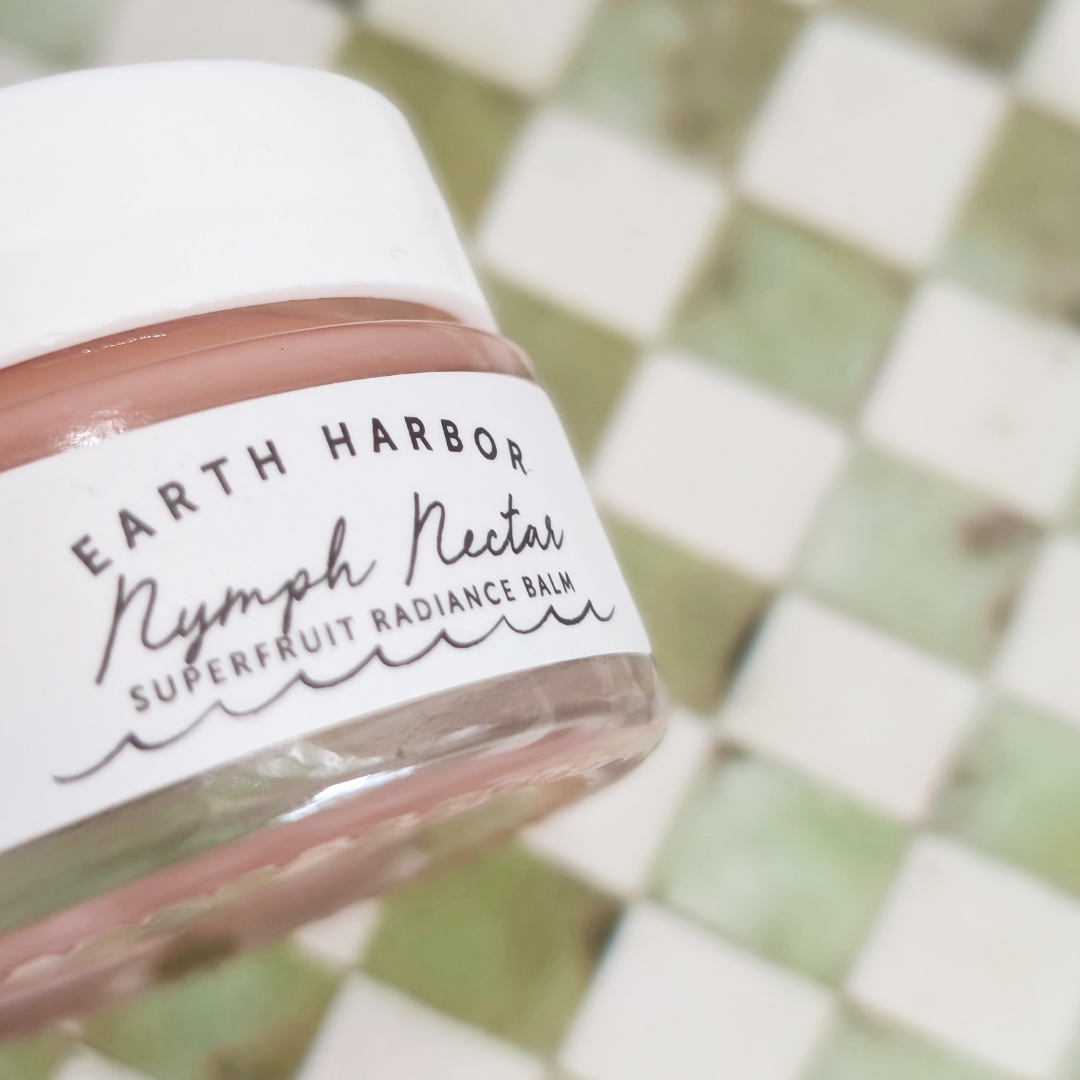 EARTH HARBOR
Nymph Nectar
SUPERFRUIT RADIANCE BALM